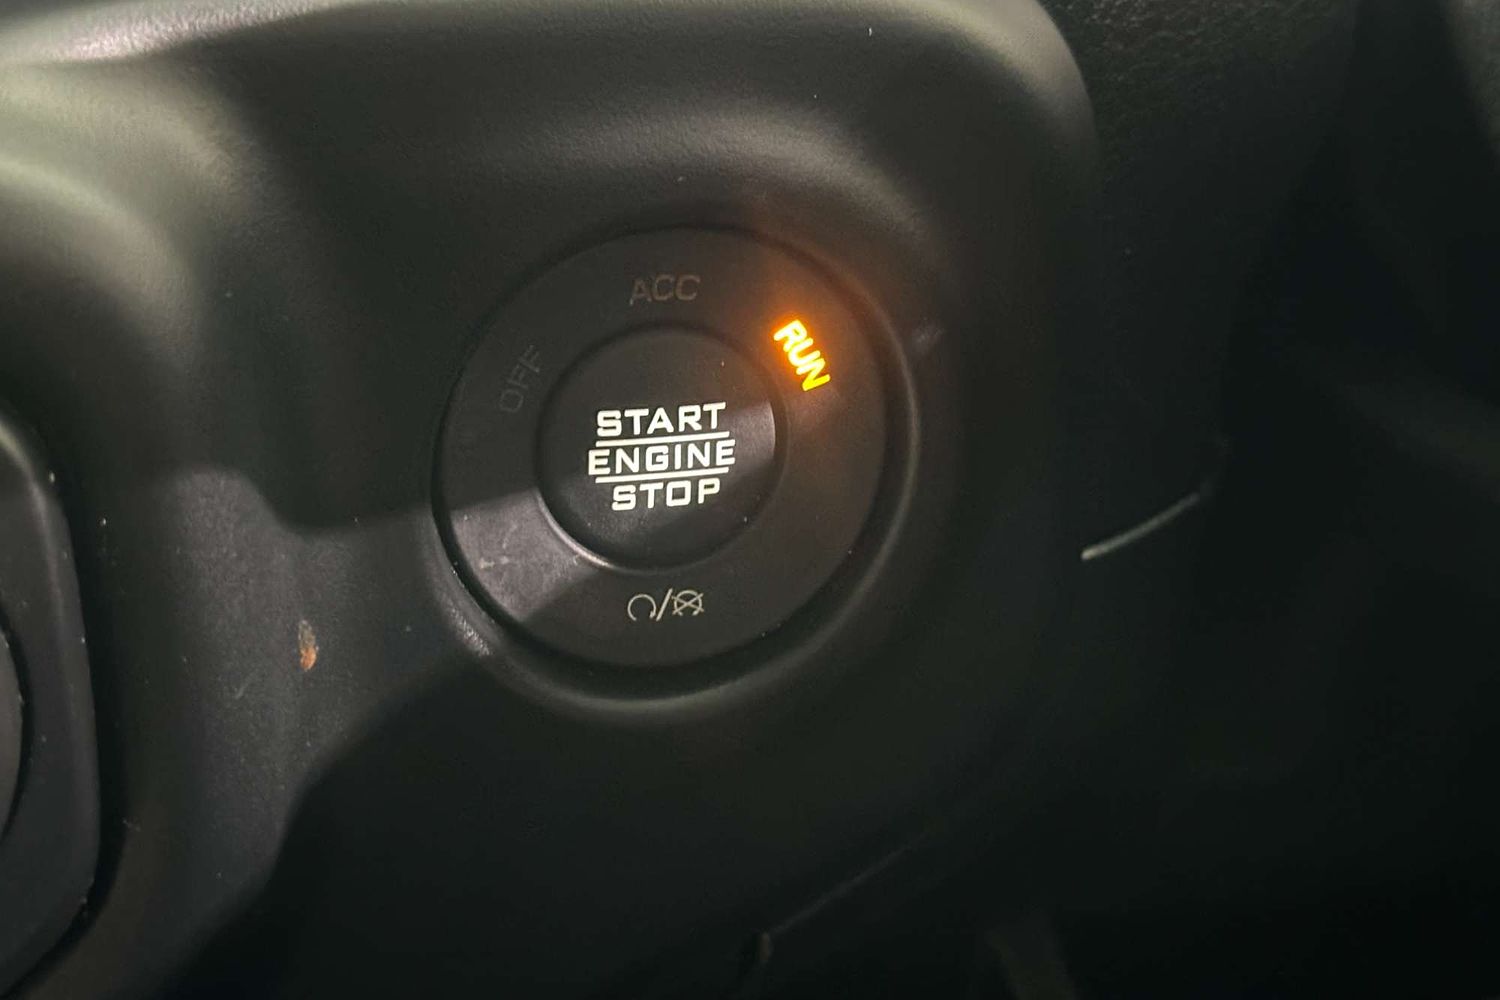 ACC
RUN
OFF
START
ENGINE
STOP